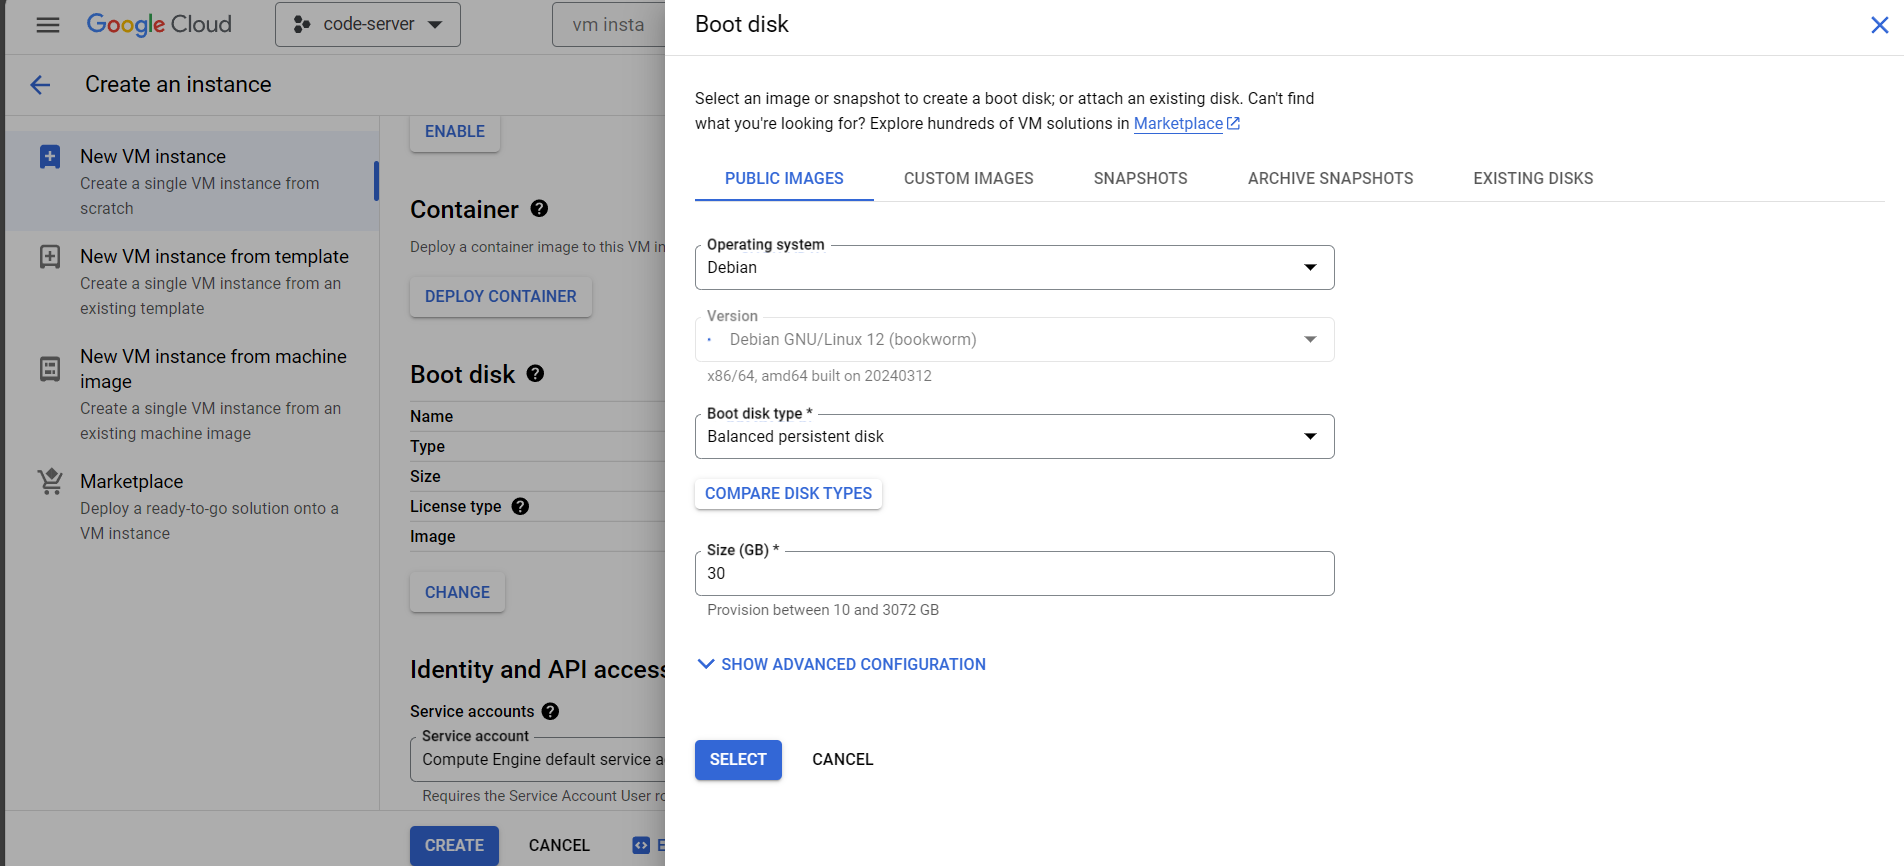 Google Cloud
code-server
vm insta
Create an instance
New VM instance
Create a single VM instance from
scratch
New VM instance from template
Create a single VM instance from an
existing template
New VM instance from machine
image
Create a single VM instance from an
existing machine image
Marketplace
Deploy a ready-to-go solution onto a
VM instance
ENABLE
Container
Deploy a container image to this VM in
DEPLOY CONTAINER
Boot disk
Name
Type
Size
License type
Image
CHANGE
Identity and API access
Service accounts
Service account
Compute Engine default service a
Requires the Service Account User ro
CREATE
CANCEL
E
Boot disk
Select an image or snapshot to create a boot disk; or attach an existing disk. Can't find
what you're looking for? Explore hundreds of VM solutions in Marketplace
PUBLIC IMAGES
CUSTOM IMAGES
SNAPSHOTS
ARCHIVE SNAPSHOTS
EXISTING DISKS
Operating system
Debian
Version
Debian GNU/Linux 12 (bookworm)
x86/64, amd64 built on 20240312
Boot disk type *
Balanced persistent disk
COMPARE DISK TYPES
Size (GB) *
30
Provision between 10 and 3072 GB
SHOW ADVANCED CONFIGURATION
SELECT
CANCEL